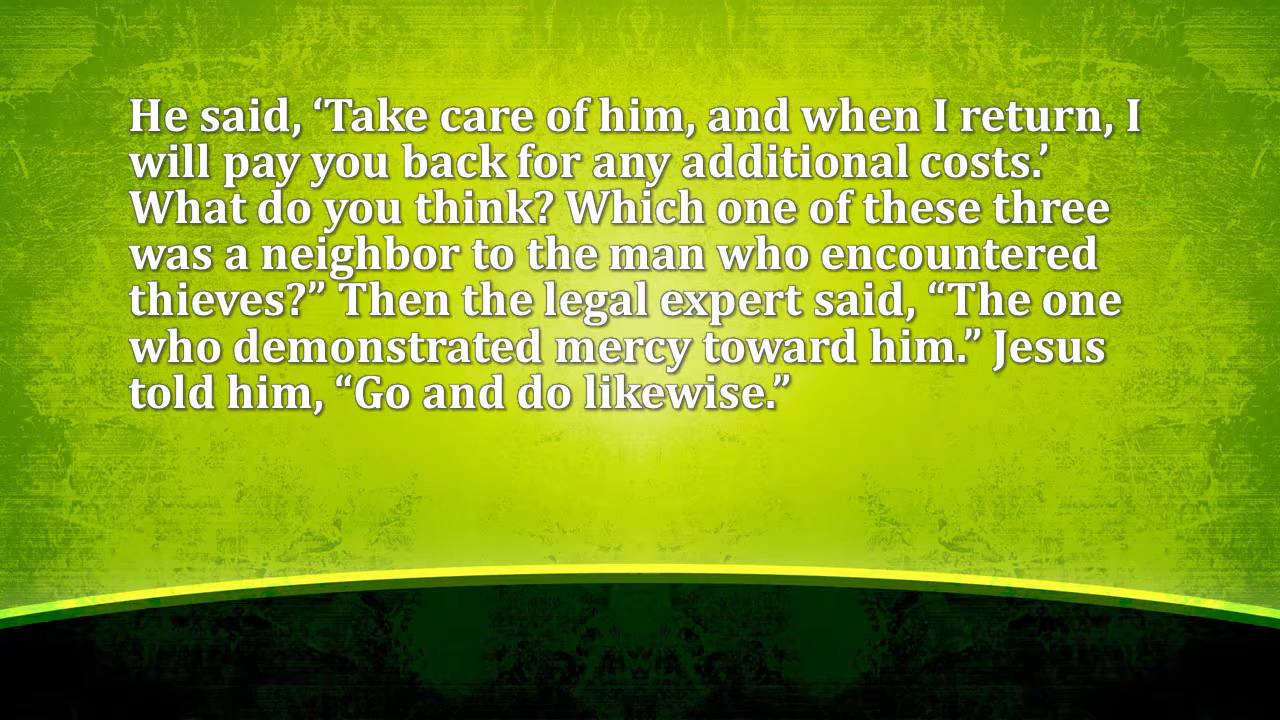 He said, ‘Take care of him, and when I return, I
will pay you back for any additional costs.’
What do you think? Which one of these three
was a neighbor to the man who encountered
thieves?” Then the legal expert said, “The one
who demonstrated mercy toward him.” Jesus
told him, “Go and do likewise.”